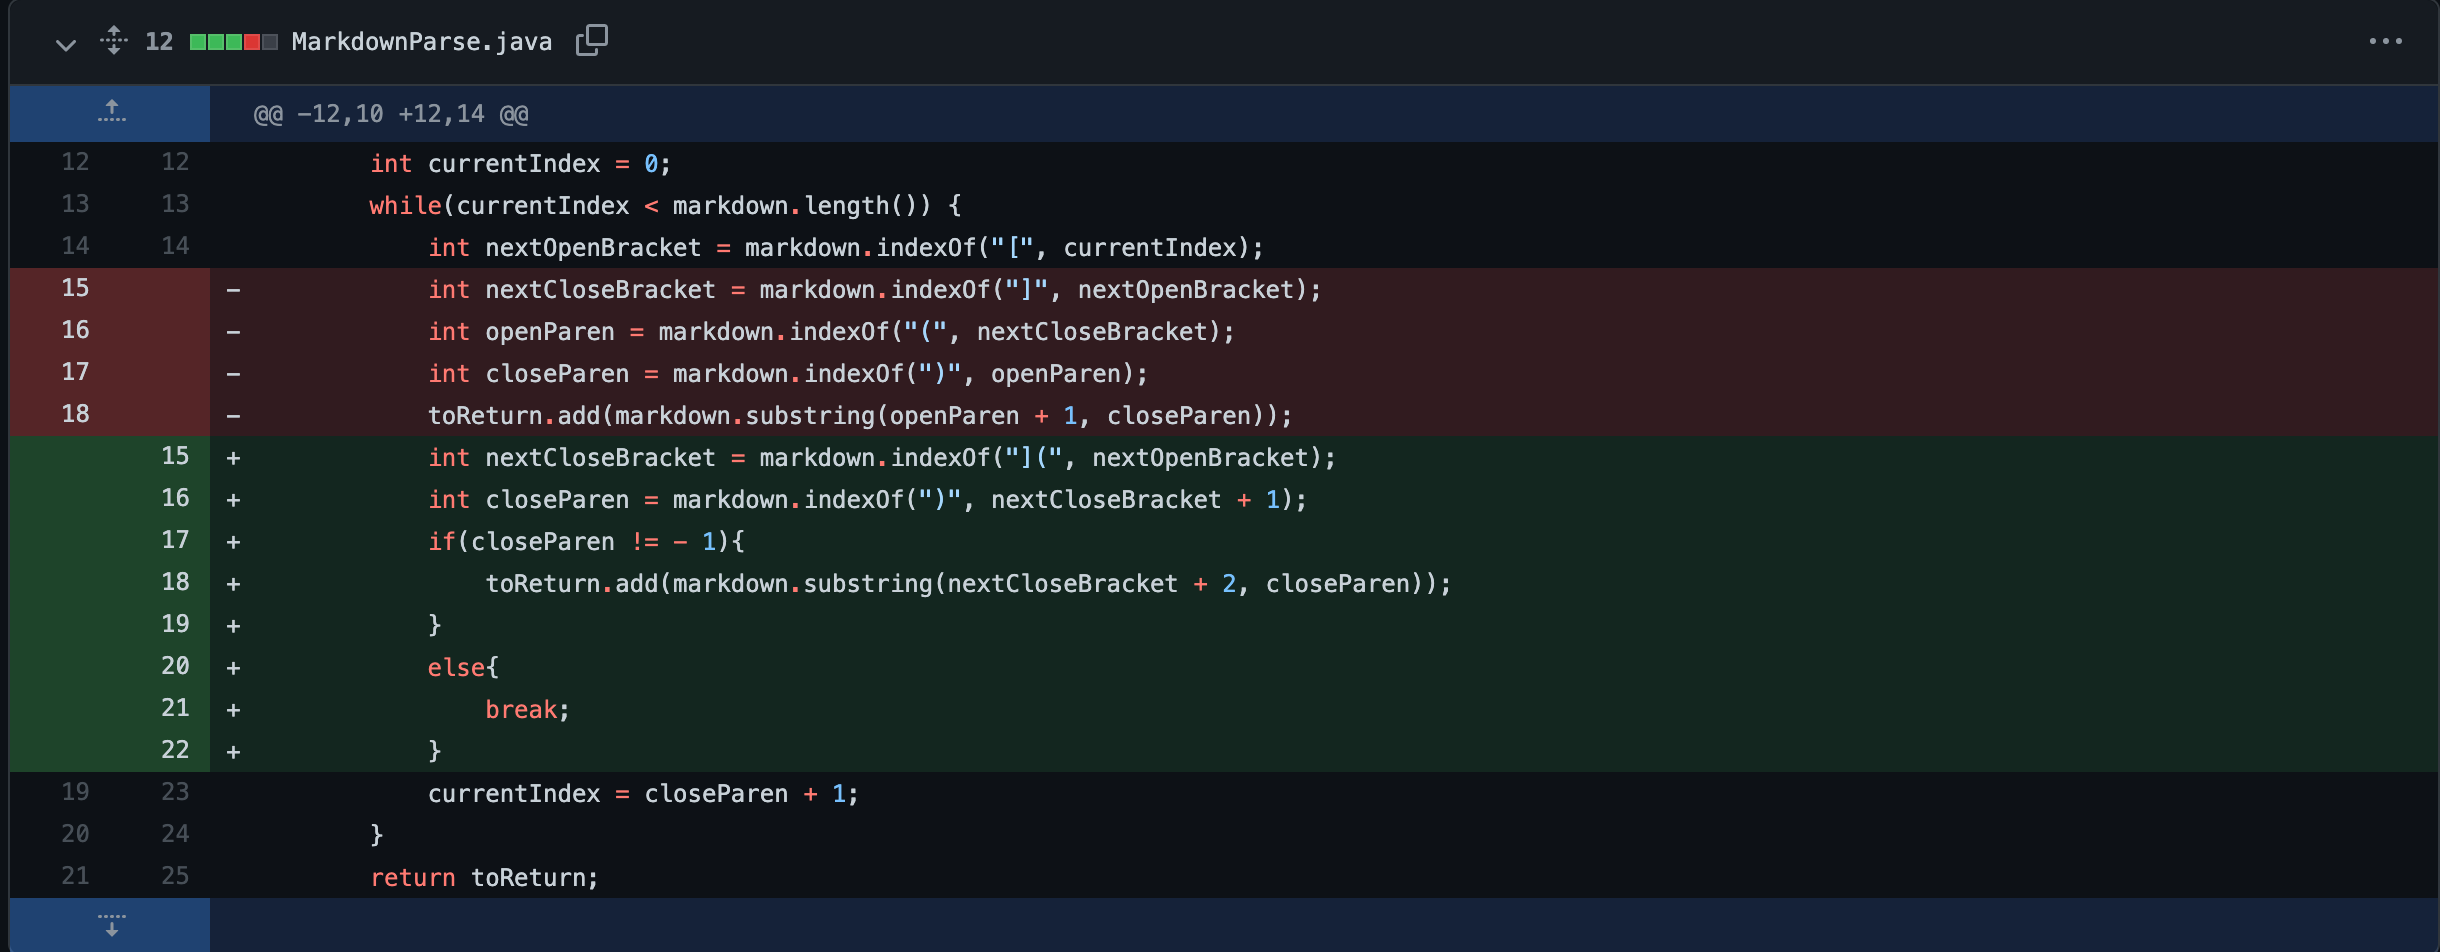 12 MarkdownParse.java
@@ -12,10 +12,14 @@
12 12 int currentIndex = 0;
13 13 while(currentIndex < markdown.length()) {
14 14 int nextOpenBracket = markdown.indexOf("[", currentIndex);
15 - int nextCloseBracket = markdown.indexOf("]", nextOpenBracket);
16 - int openParen = markdown.indexOf("(", nextCloseBracket);
17 - int closeParen = markdown.indexOf(")", openParen);
18 - toReturn.add(markdown.substring(openParen + 1, closeParen));
15 + int nextCloseBracket = markdown.indexOf("](", nextOpenBracket);
16 + int closeParen = markdown.indexOf(")", nextCloseBracket + 1);
17 + if(closeParen != - 1){
18 + toReturn.add(markdown.substring(nextCloseBracket + 2, closeParen));
19 + }
20 + else{
21 + break;
22 + }
19 23 currentIndex = closeParen + 1;
20 24 }
21 25 return toReturn;